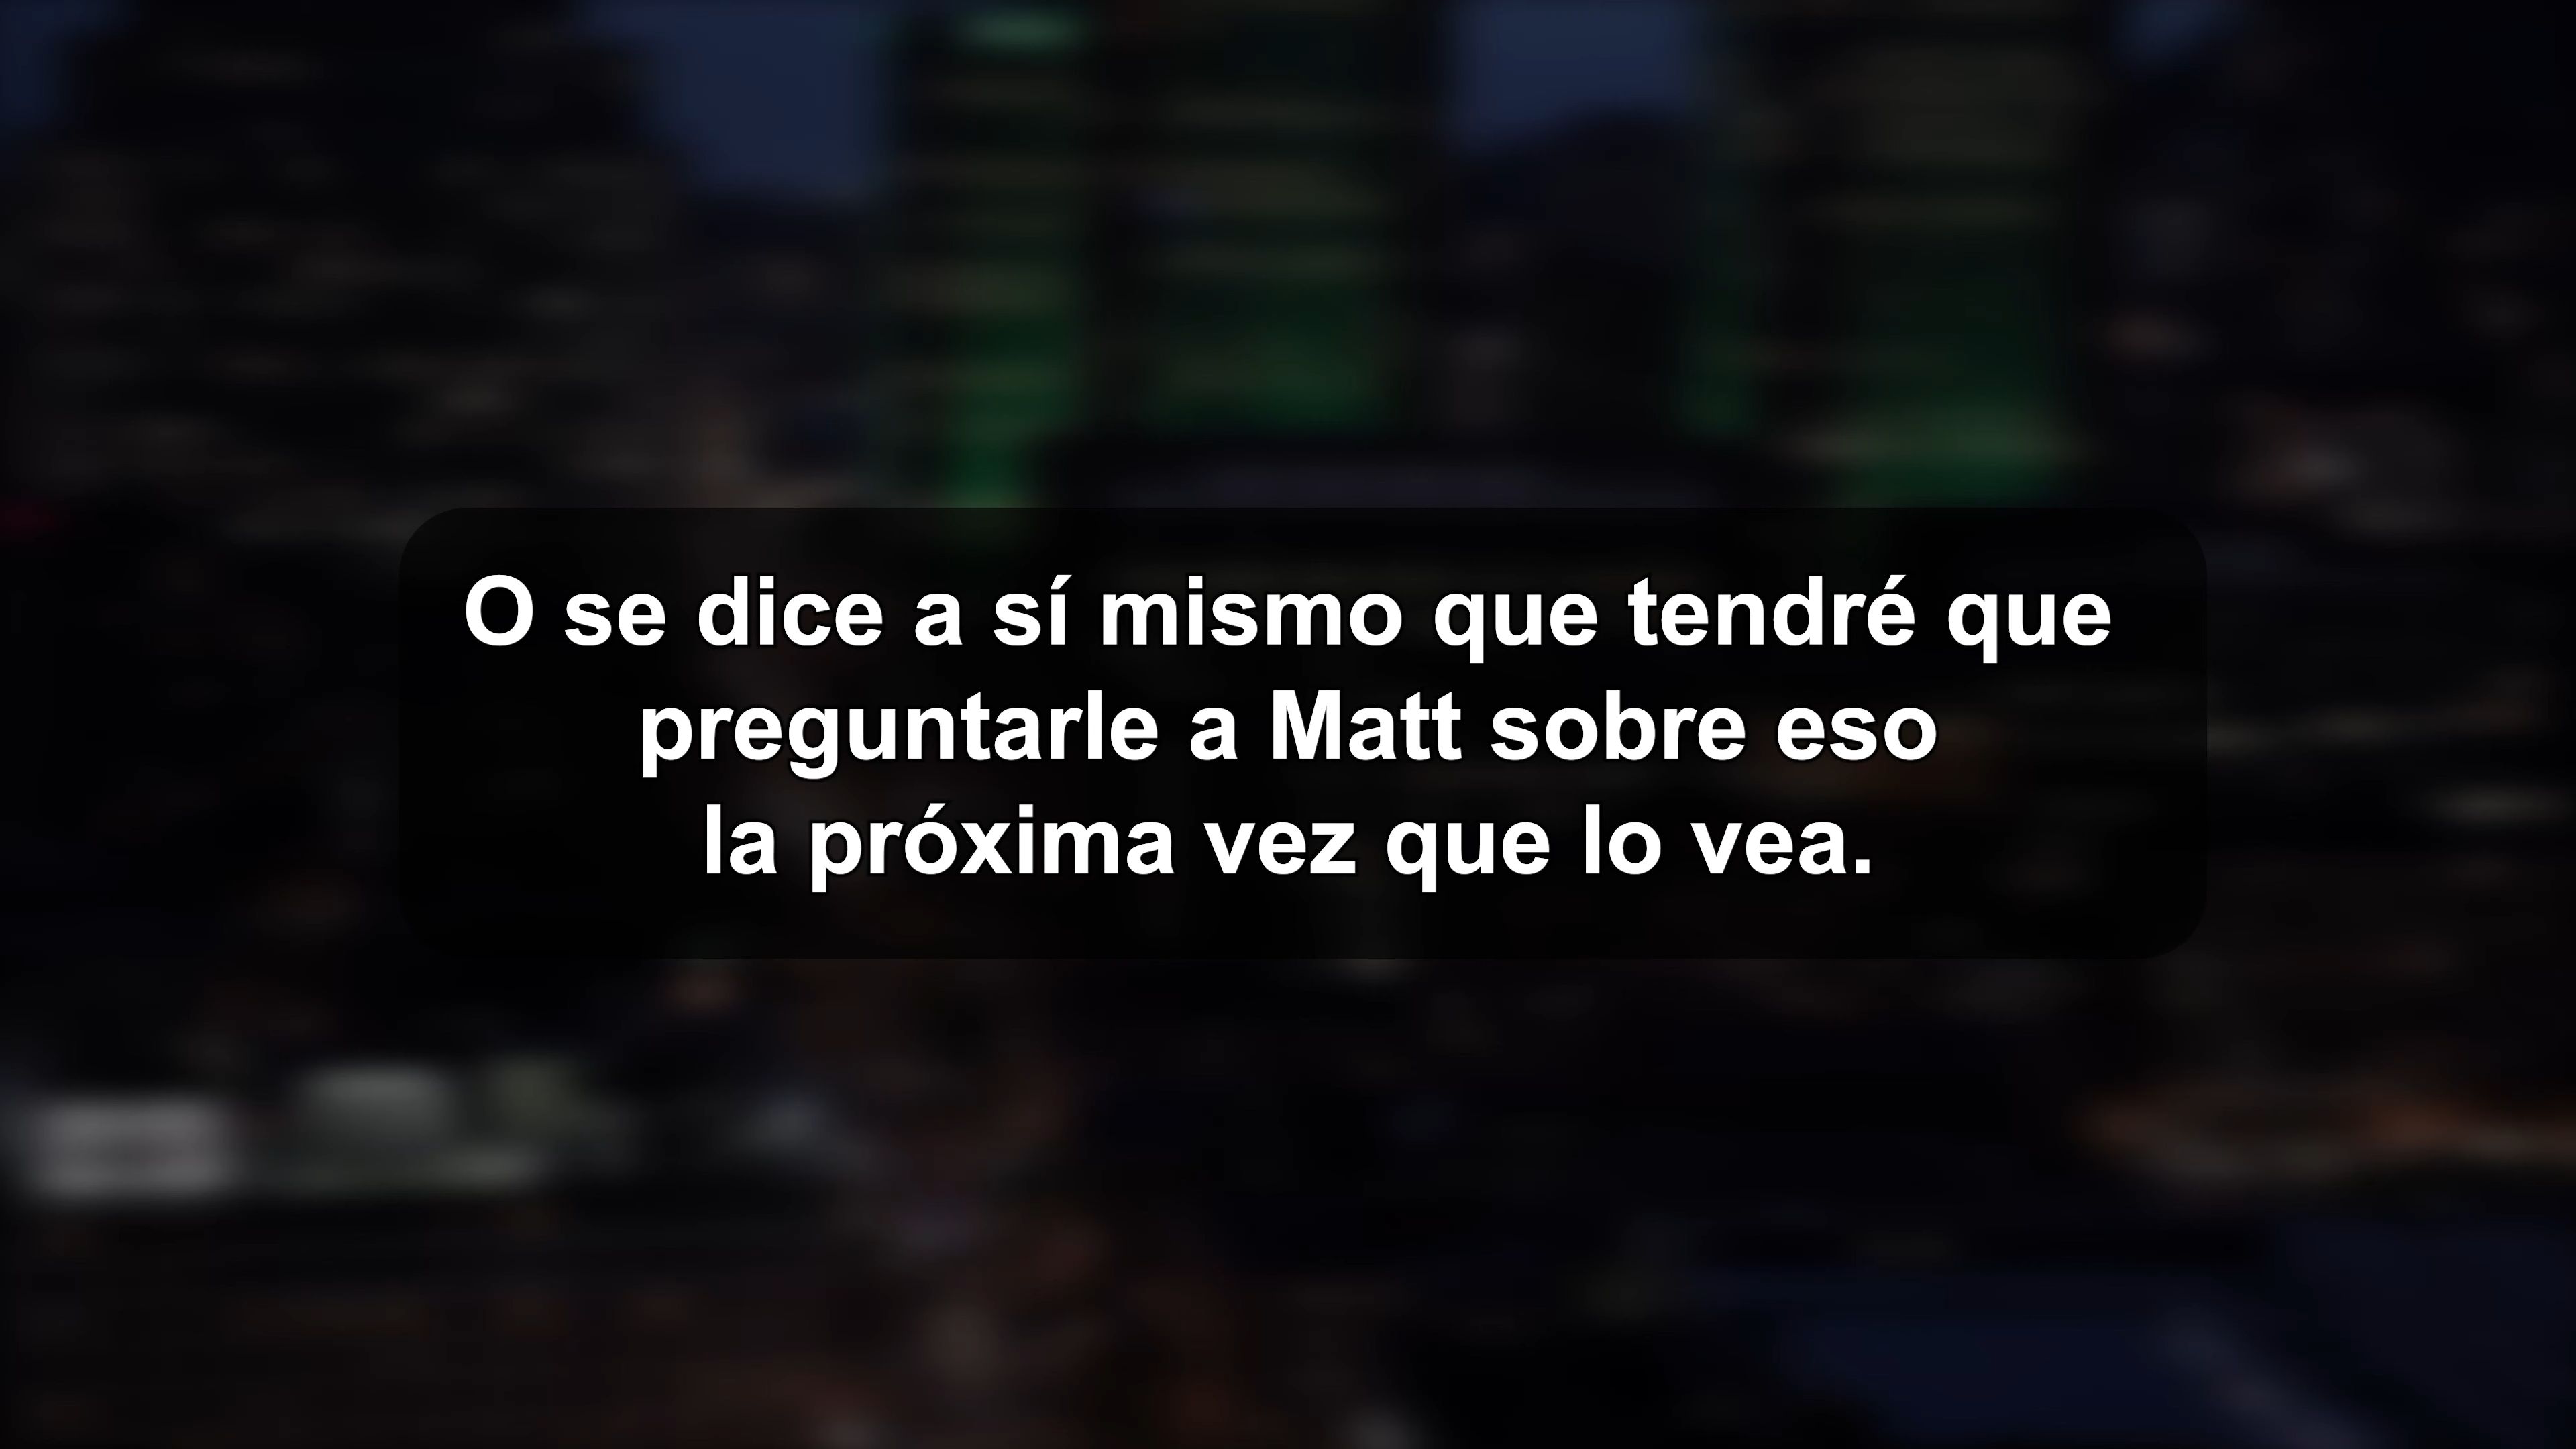 O se dice a sí mismo que tendré que
preguntarle a Matt sobre eso
la próxima vez que lo vea.